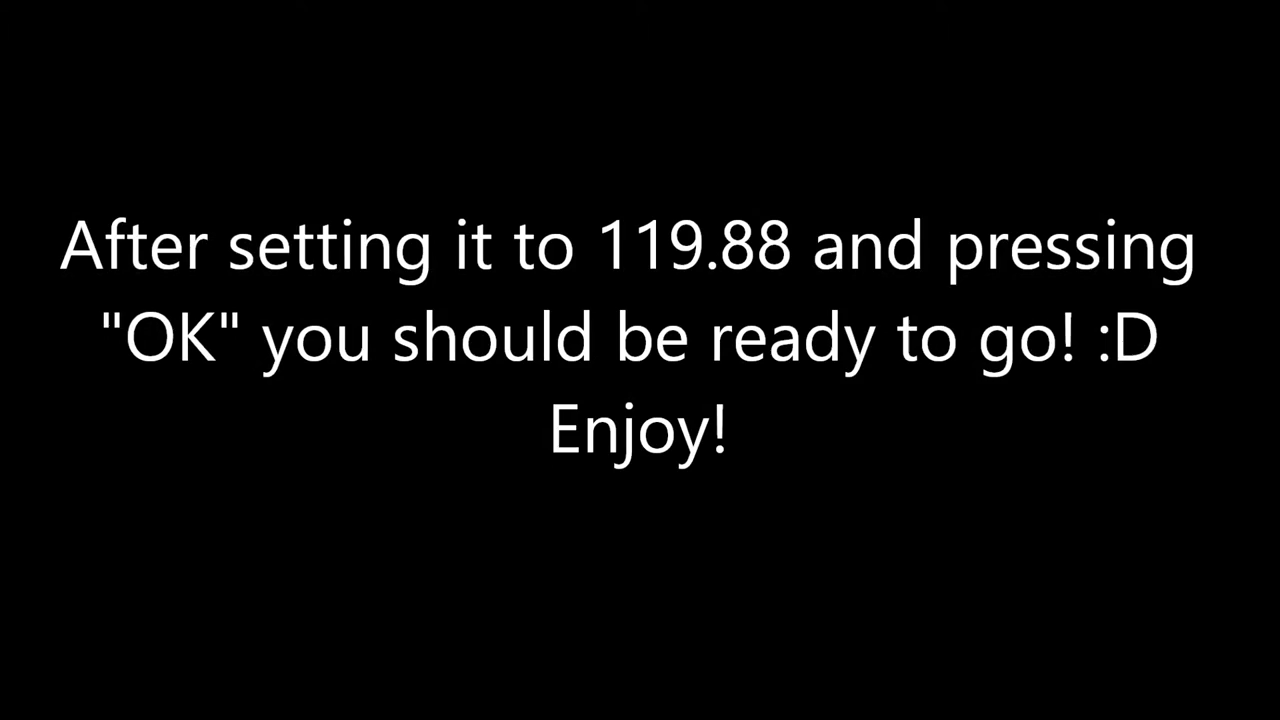 After setting it to 119.88 and pressing
"OK" you should be ready to go! :D
Enjoy!